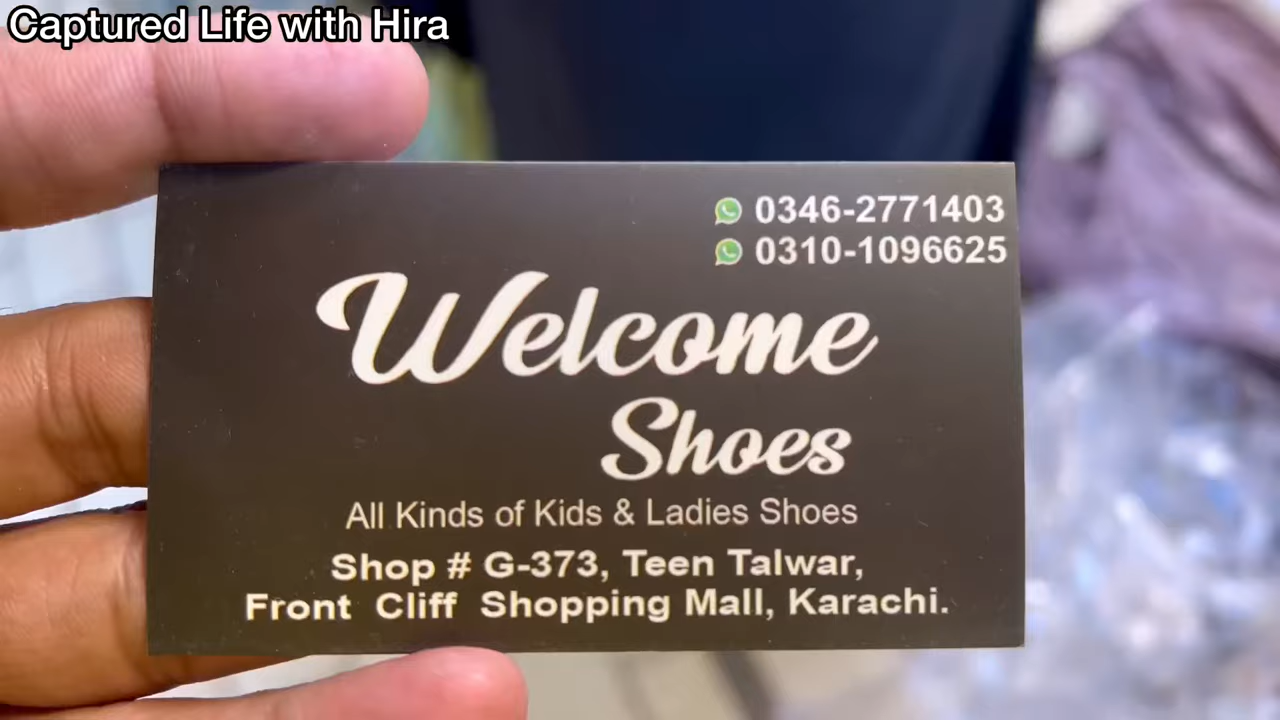 Captured Life with Hira
0346-2771403
0310-1096625
Welcome
Shoes
All Kinds of Kids & Ladies Shoes
Shop # G-373, Teen Talwar,
Front Cliff Shopping Mall, Karachi.